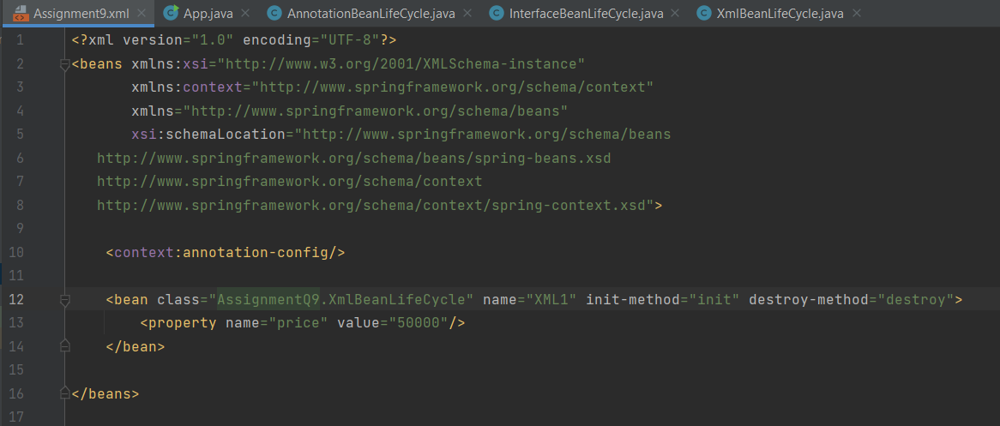 Assignment9.xml App.java AnnotationBeanLifeCycle.java InterfaceBeanLifeCycle.java XmlBeanLifeCycle.java
1 <?xml version="1.0" encoding="UTF-8"?>
2 <beans xmlns:xsi="http://www.w3.org/2001/XMLSchema-instance"
3 xmlns:context="http://www.springframework.org/schema/context"
4 xmlns="http://www.springframework.org/schema/beans"
5 xsi:schemaLocation="http://www.springframework.org/schema/beans
6 http://www.springframework.org/schema/beans/spring-beans.xsd
7 http://www.springframework.org/schema/context
8 http://www.springframework.org/schema/context/spring-context.xsd">
9
10 <context:annotation-config/>
11
12 <bean class="AssignmentQ9.XmlBeanLifeCycle" name="XML1" init-method="init" destroy-method="destroy">
13 <property name="price" value="50000"/>
14 </bean>
15
16 </beans>
17